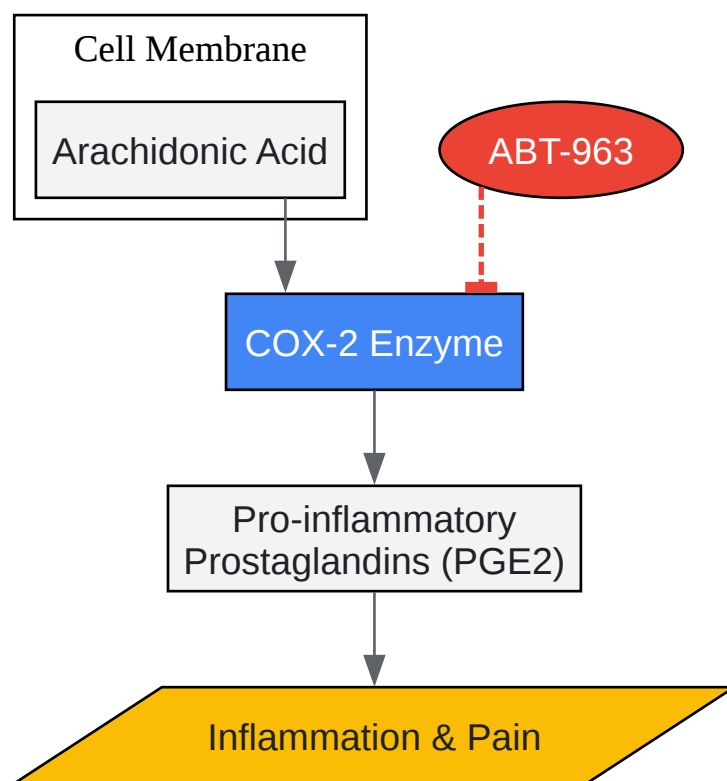 Cell Membrane
Arachidonic Acid
ABT-963
COX-2 Enzyme
Pro-inflammatory
Prostaglandins (PGE2)
Inflammation & Pain